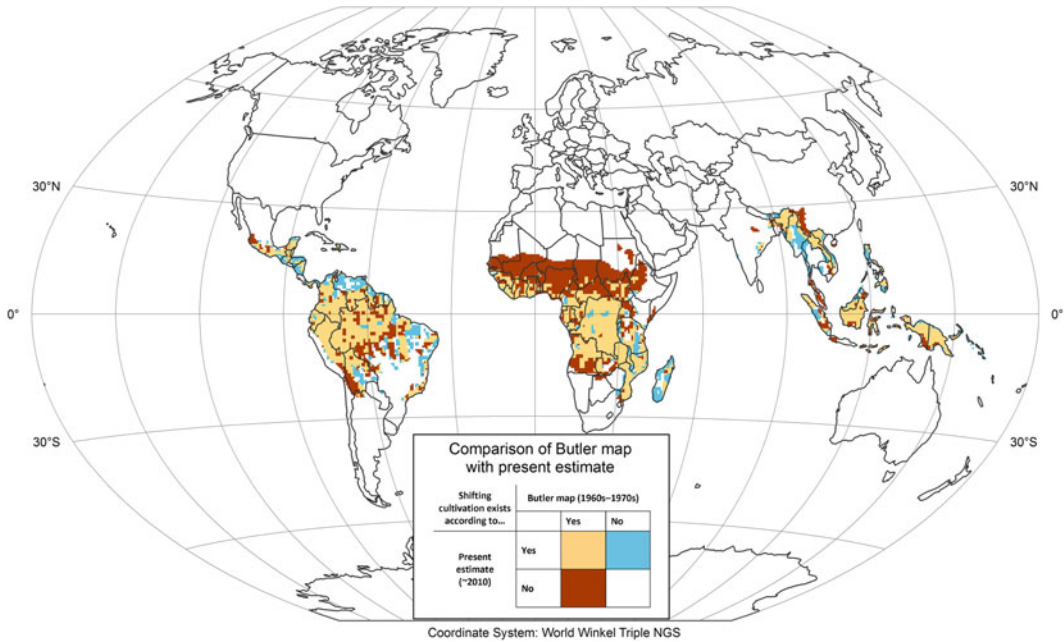 30°N
30°N
0°
0°
30°S
30°S
Comparison of Butler map
with present estimate
Shifting
cultivation exists
according to...
Butler map (1960s–1970s)
Yes
No
Present
estimate
(~2010)
Yes
No
Coordinate System: World Winkel Triple NGS